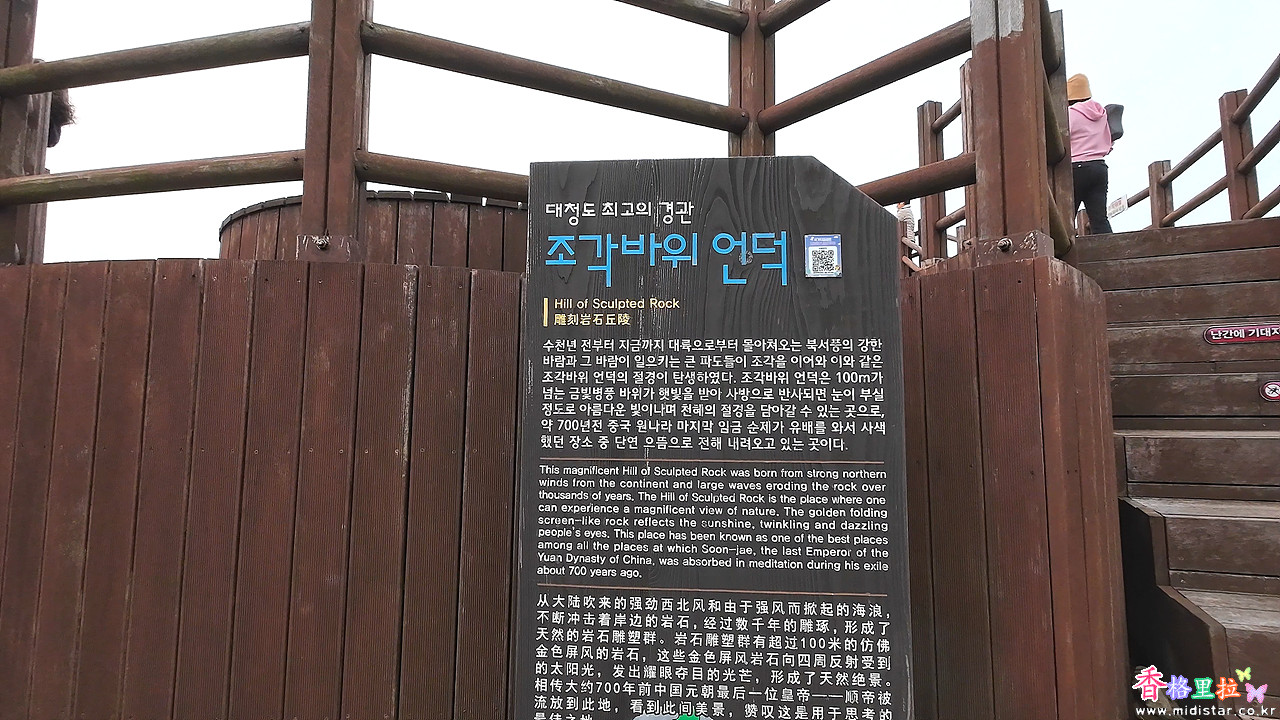 대청도 최고의 경관
조각바위 언덕
Hill of Sculpted Rock
雕刻岩石丘陵
수천년 전부터 지금까지 대륙으로부터 몰아쳐오는 북서풍의 강한
바람과 그 바람이 일으키는 큰 파도들이 조각을 이어와 이와 같은
조각바위 언덕의 절경이 탄생하였다. 조각바위 언덕은 100m가
넘는 금빛병풍 바위가 햇빛을 받아 사방으로 반사되면 눈이 부실
정도로 아름다운 빛이나며 천혜의 절경을 담아갈 수 있는 곳으로,
약 700년전 중국 원나라 마지막 임금 순제가 유배를 와서 사색
했던 장소 중 단연 으뜸으로 전해 내려오고 있는 곳이다.
This magnificent Hill of Sculpted Rock was born from strong northern
winds from the continent and large waves eroding the rock over
thousands of years. The Hill of Sculpted Rock is the place where one
can experience a magnificent view of nature. The golden folding
screen-like rock reflects the sunshine, twinkling and dazzling
people's eyes. This place has been known as one of the best places
among all the places at which Soon-jae, the last Emperor of the
Yuan Dynasty of China, was absorbed in meditation during his exile
about 700 years ago.
从大陆吹来的强劲西北风和由于强风而掀起的海浪，
不断冲击着岸边的岩石，经过数千年的雕琢，形成了
天然的岩石雕塑群。岩石雕塑群有超过100米的仿佛
金色屏风的岩石，这些金色屏风岩石向四周反射受到
的太阳光，发出耀眼夺目的光芒，形成了天然绝景。
相传大约700年前中国元朝最后一位皇帝——顺帝被
流放到此地，看到此间美景，赞叹这是用于思考的
난간에 기대지
香格里拉
www.midistar.co.kr